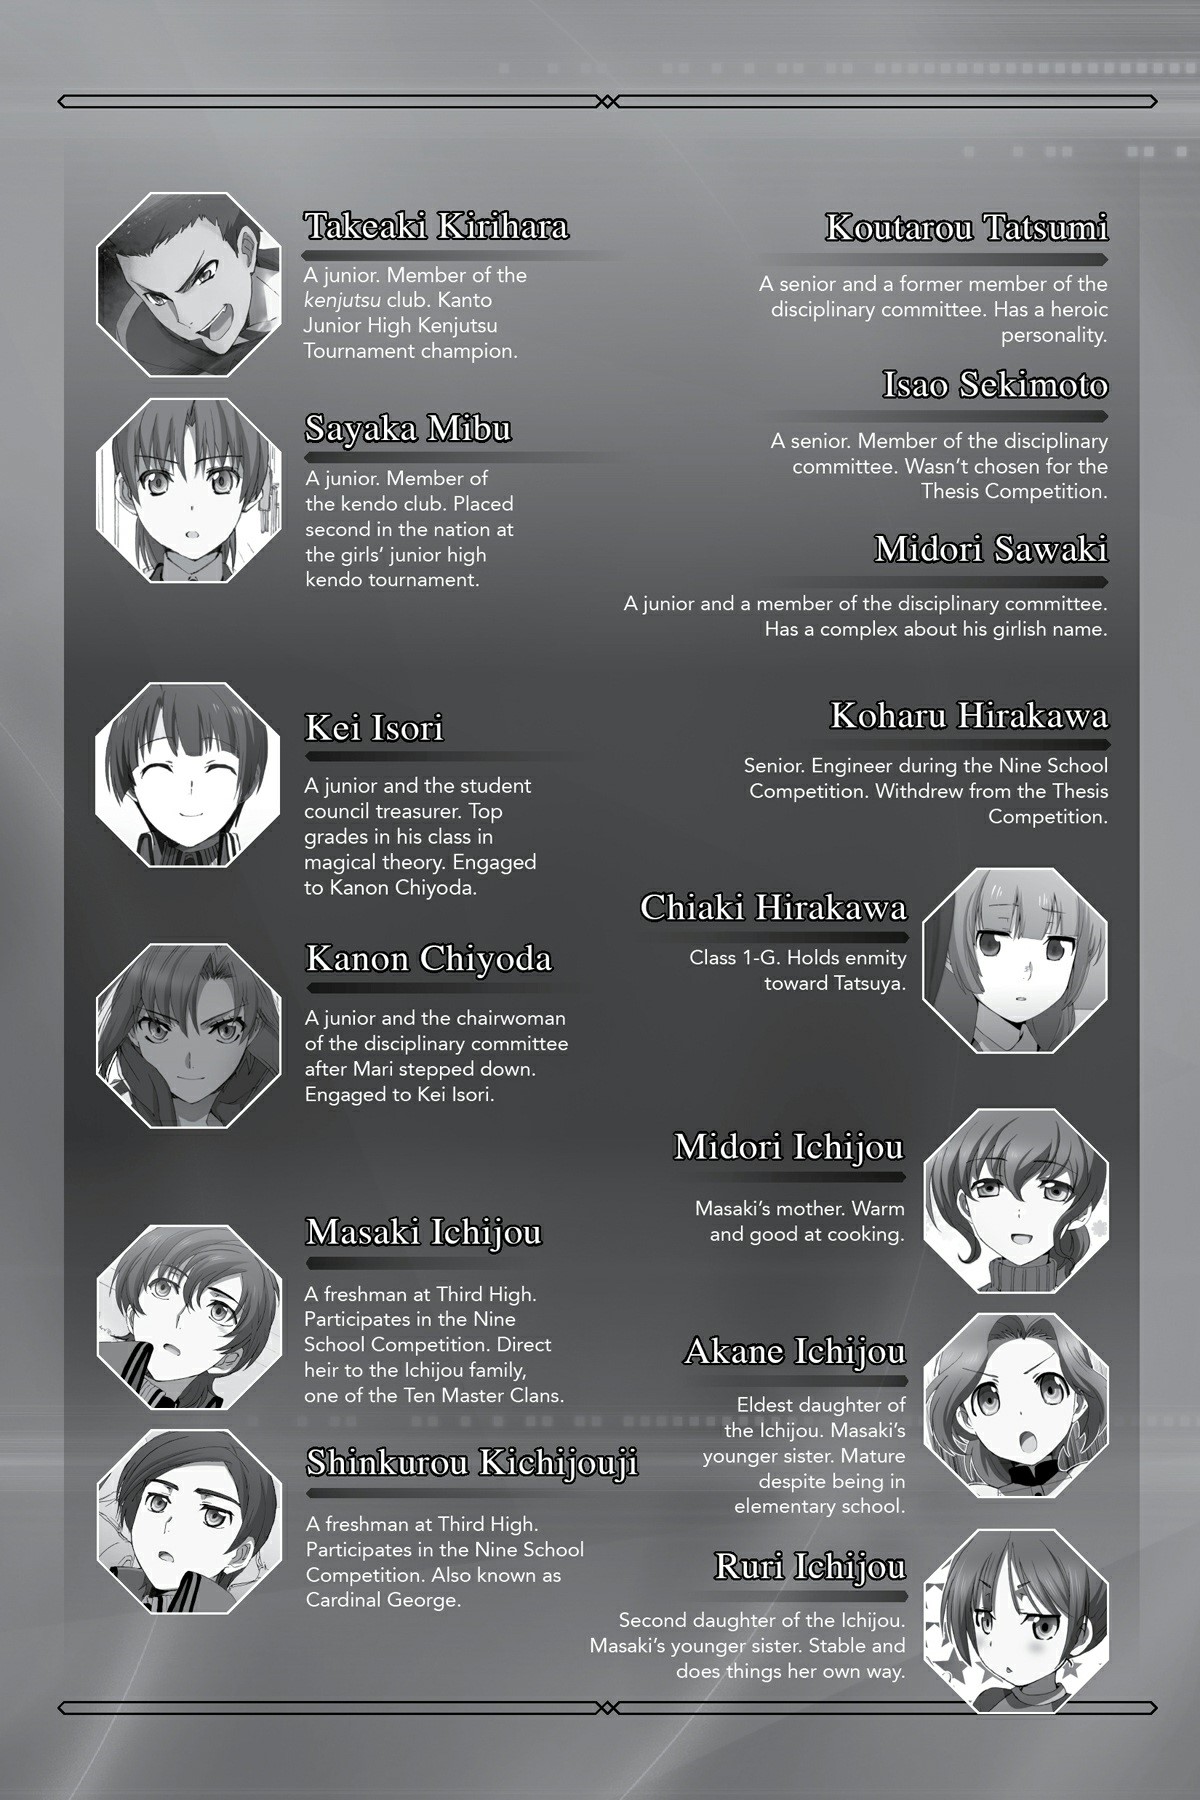 Takeaki Kirihara
A junior. Member of the
kenjutsu club. Kanto
Junior High Kenjutsu
Tournament champion.
Sayaka Mibu
A junior. Member of
the kendo club. Placed
second in the nation at
the girls' junior high
kendo tournament.
Kei Isori
A junior and the student
council treasurer. Top
grades in his class in
magical theory. Engaged
to Kanon Chiyoda.
Kanon Chiyoda
A junior and the chairwoman
of the disciplinary committee
after Mari stepped down.
Engaged to Kei Isori.
Masaki Ichijou
A freshman at Third High.
Participates in the Nine
School Competition. Direct
heir to the Ichijou family,
one of the Ten Master Clans.
Shinkurou Kichijouji
A freshman at Third High.
Participates in the Nine School
Competition. Also known as
Cardinal George.
Koutarou Tatsumi
A senior and a former member of the
disciplinary committee. Has a heroic
personality.
Isao Sekimoto
A senior. Member of the disciplinary
committee. Wasn't chosen for the
Thesis Competition.
Midori Sawaki
A junior and a member of the disciplinary committee.
Has a complex about his girlish name.
Koharu Hirakawa
Senior. Engineer during the Nine School
Competition. Withdrew from the Thesis
Competition.
Chiaki Hirakawa
Class 1-G. Holds enmity
toward Tatsuya.
Midori Ichijou
Masaki's mother. Warm
and good at cooking.
Akane Ichijou
Eldest daughter of
the Ichijou. Masaki's
younger sister. Mature
despite being in
elementary school.
Ruri Ichijou
Second daughter of the Ichijou.
Masaki's younger sister. Stable and
does things her own way.